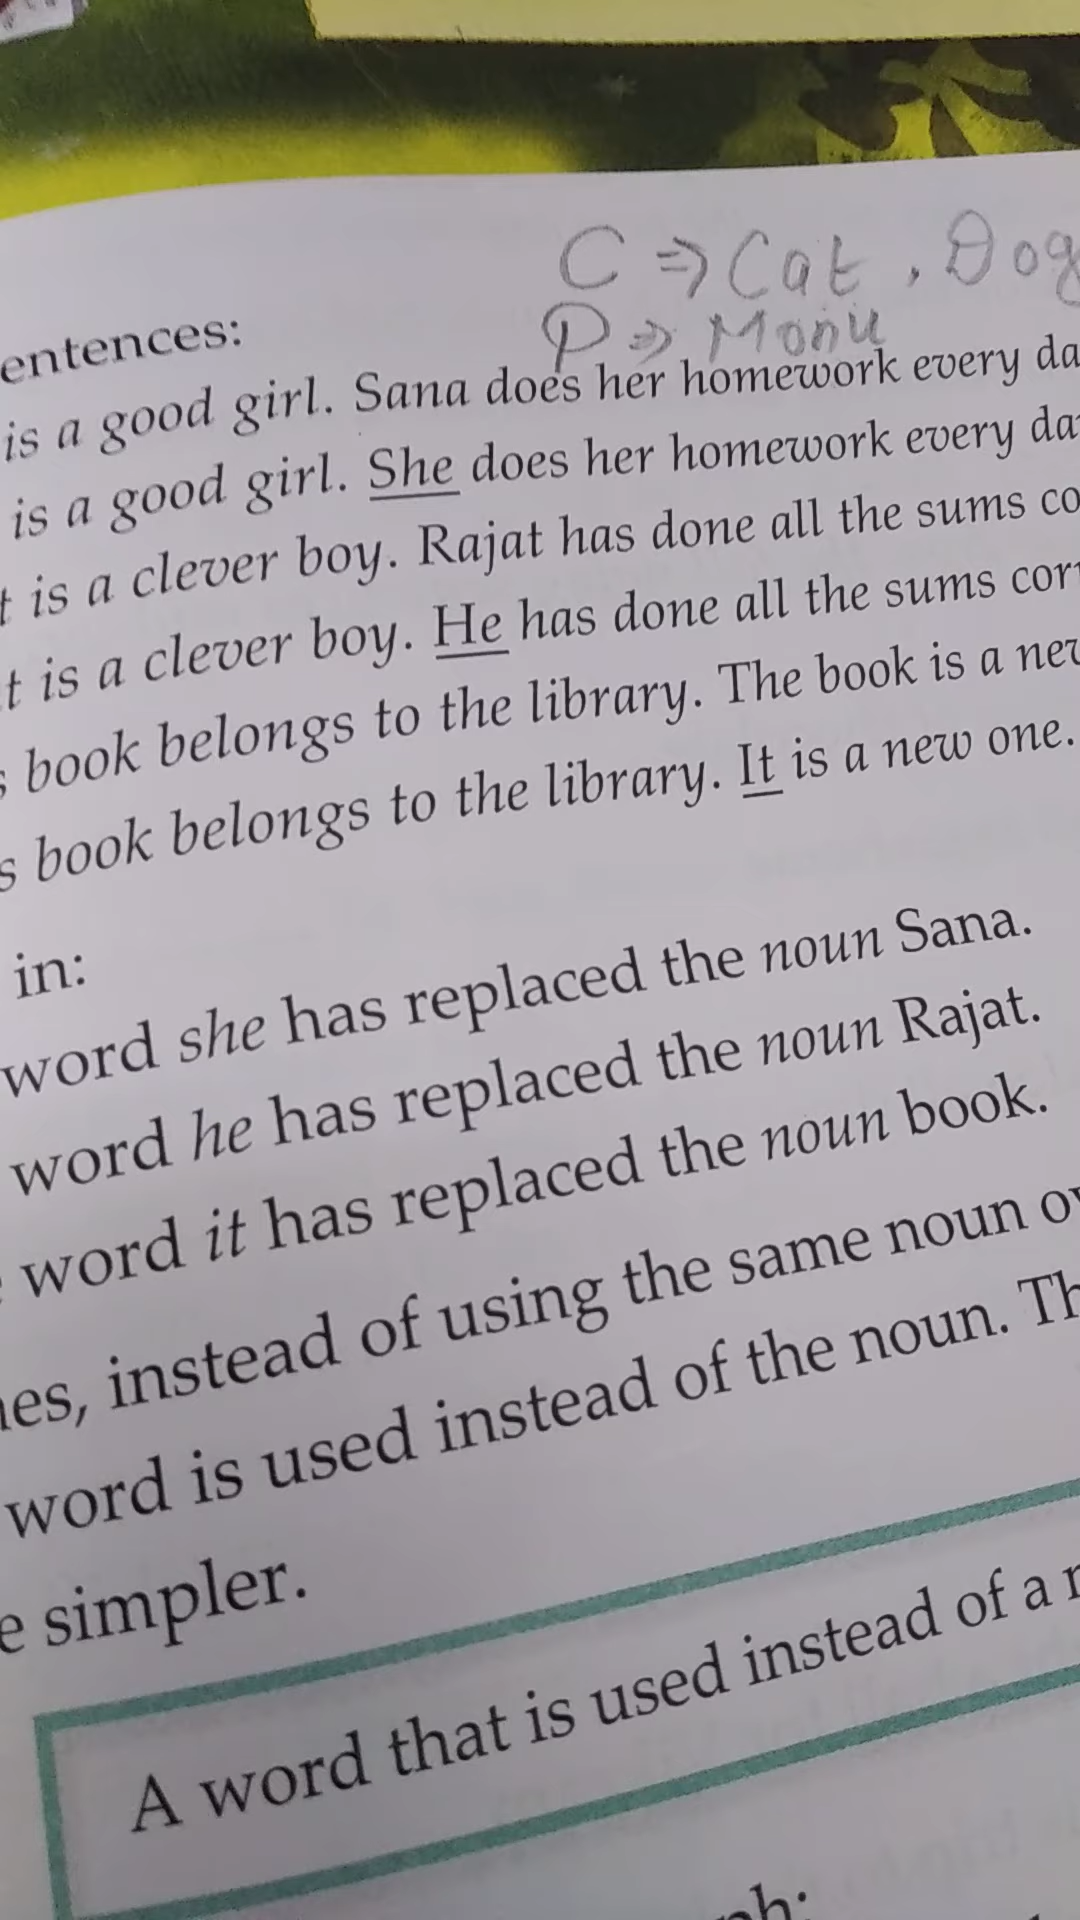 C ⇒ Cat, Dog
P ⇒ Monu
entences:
is a good girl. Sana does her homework every da
is a good girl. She does her homework every da
t is a clever boy. Rajat has done all the sums co
t is a clever boy. He has done all the sums corr
s book belongs to the library. The book is a new
s book belongs to the library. It is a new one.
in:
word she has replaced the noun Sana.
word he has replaced the noun Rajat.
word it has replaced the noun book.
es, instead of using the same noun ov
word is used instead of the noun. Th
e simpler.
A word that is used instead of a n
ph: